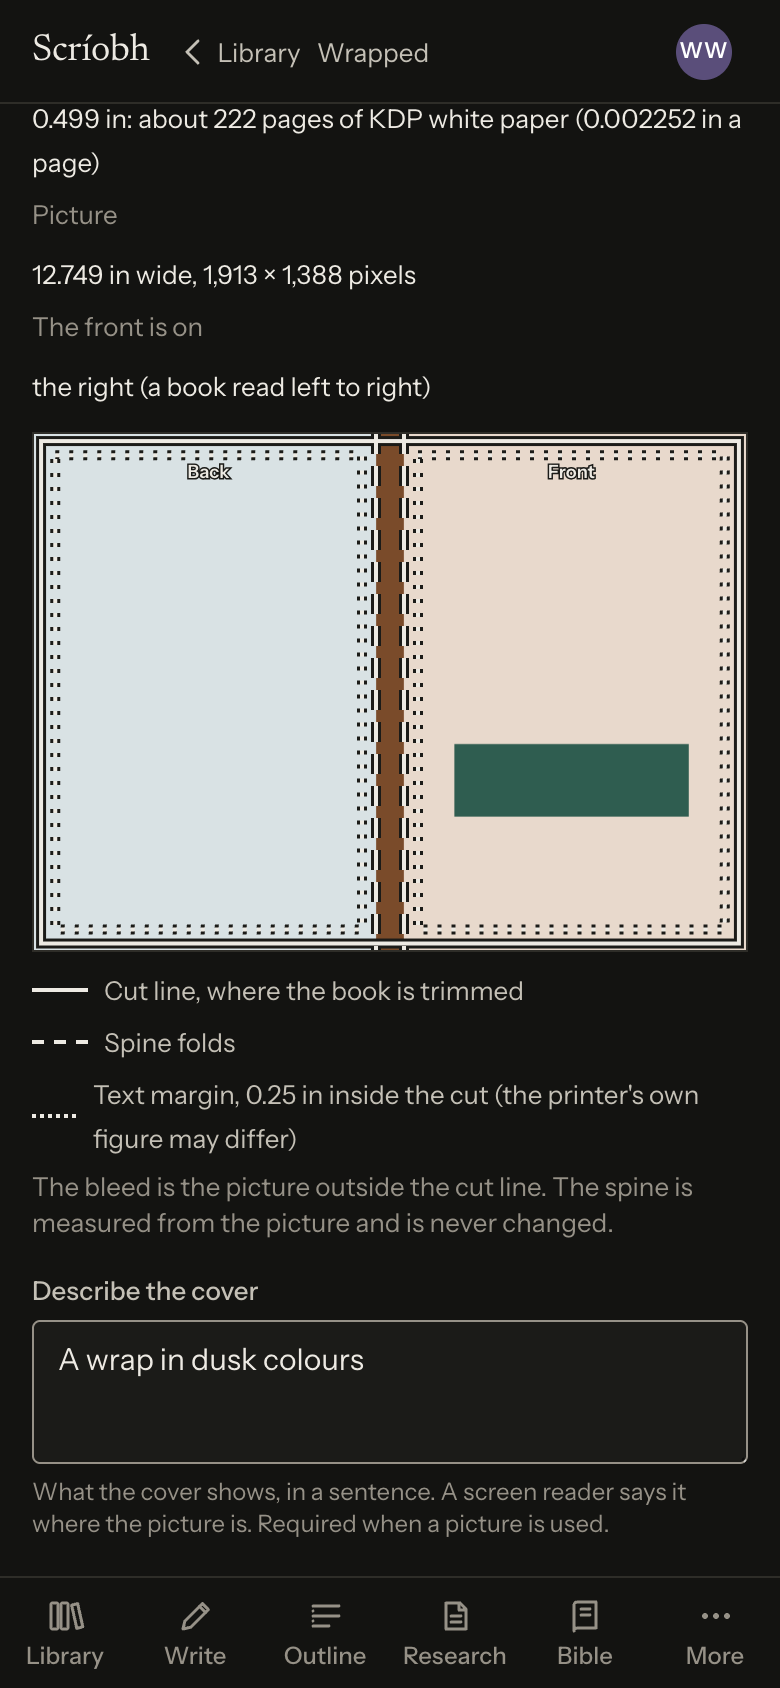 Scríobh
Library Wrapped
WW
0.499 in: about 222 pages of KDP white paper (0.002252 in a
page)
Picture
12.749 in wide, 1,913 × 1,388 pixels
The front is on
the right (a book read left to right)
Back
Front
Cut line, where the book is trimmed
Spine folds
Text margin, 0.25 in inside the cut (the printer's own
figure may differ)
The bleed is the picture outside the cut line. The spine is
measured from the picture and is never changed.
Describe the cover
A wrap in dusk colours
What the cover shows, in a sentence. A screen reader says it
where the picture is. Required when a picture is used.
Library
Write
Outline
Research
Bible
More